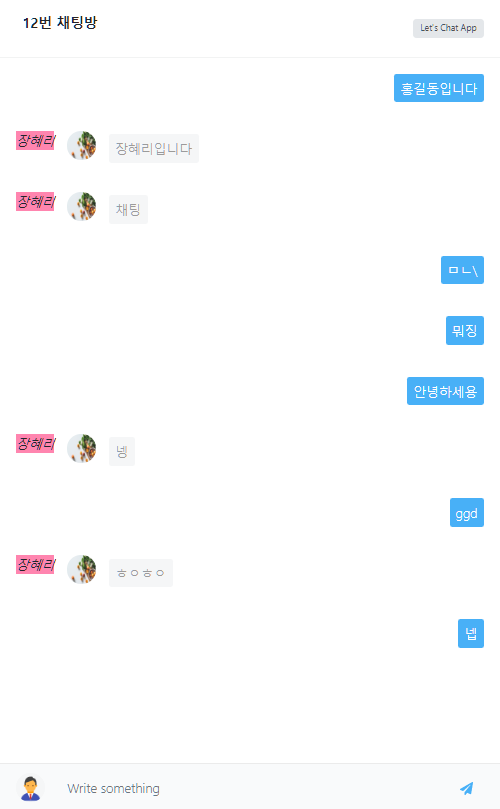 12번 채팅방
Let's Chat App
홍길동입니다
장혜리
장혜리입니다
장혜리
채팅
ㅁㄴ\
뭐징
안녕하세용
장혜리
넹
ggd
장혜리
ㅎㅇㅎㅇ
넵
Write something